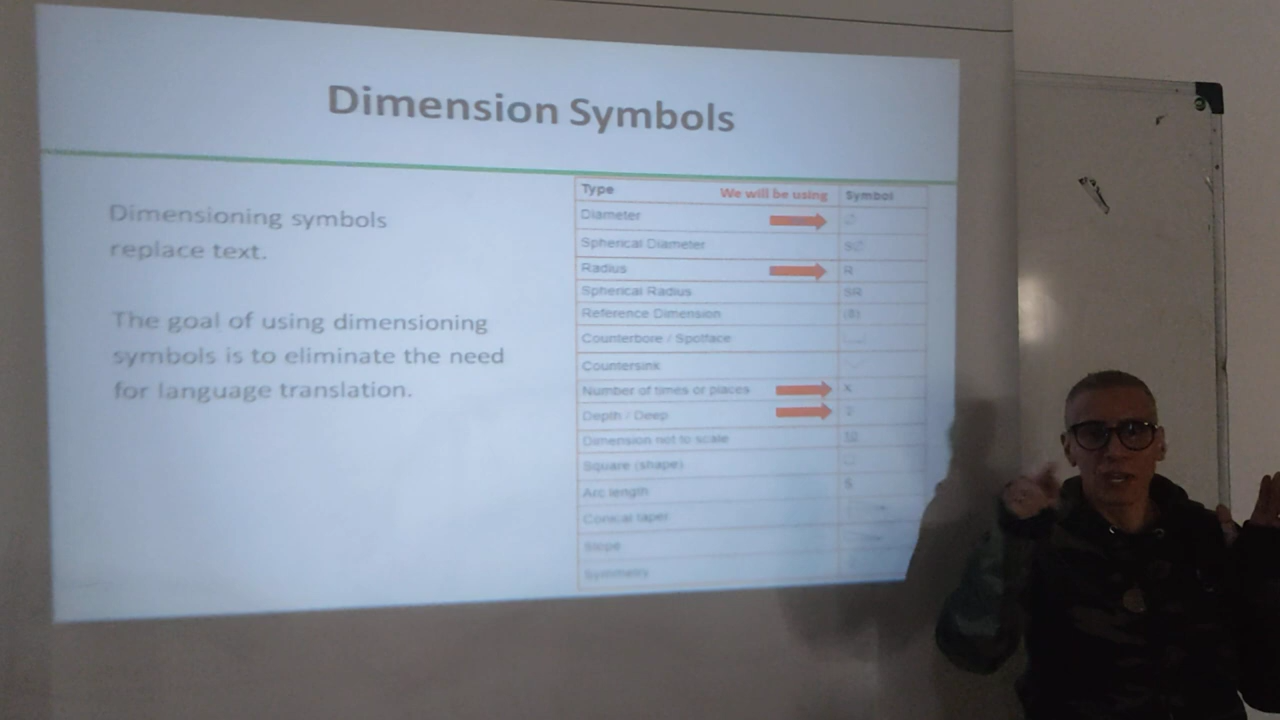 Dimension Symbols
Dimensioning symbols
replace text.
The goal of using dimensioning
symbols is to eliminate the need
for language translation.
Type We will be using Symbol
Diameter
Spherical Diameter
Radius R
Spherical Radius SR
Reference Dimension (8)
Counterbore / Spotface
Countersink
Number of times or places X
Depth / Deep
Dimension not to scale
Square (shape)
Arc length
Conical taper
Slope
Symmetry